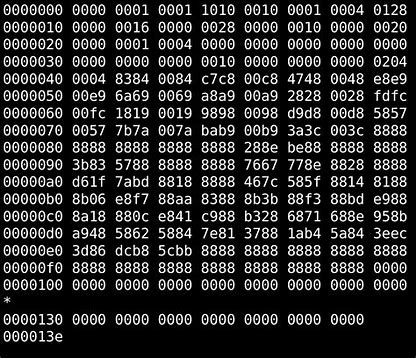 0000000 0000 0001 0001 1010 0010 0001 0004 0128
0000010 0000 0016 0000 0028 0000 0010 0000 0020
0000020 0000 0001 0004 0000 0000 0000 0000 0000
0000030 0000 0000 0000 0010 0000 0000 0000 0204
0000040 0004 8384 0084 c7c8 00c8 4748 0048 e8e9
0000050 00e9 6a69 0069 a8a9 00a9 2828 0028 fdfc
0000060 00fc 1819 0019 9898 0098 d9d8 00d8 5857
0000070 0057 7b7a 007a bab9 00b9 3a3c 003c 8888
0000080 8888 8888 8888 8888 288e be88 8888 8888
0000090 3b83 5788 8888 8888 7667 778e 8828 8888
00000a0 d61f 7abd 8818 8888 467c 585f 8814 8188
00000b0 8b06 e8f7 88aa 8388 8b3b 88f3 88bd e988
00000c0 8a18 880c e841 c988 b328 6871 688e 958b
00000d0 a948 5862 5884 7e81 3788 1ab4 5a84 3eec
00000e0 3d86 dcb8 5cbb 8888 8888 8888 8888 8888
00000f0 8888 8888 8888 8888 8888 8888 8888 0000
0000100 0000 0000 0000 0000 0000 0000 0000 0000
*
0000130 0000 0000 0000 0000 0000 0000 0000
000013e